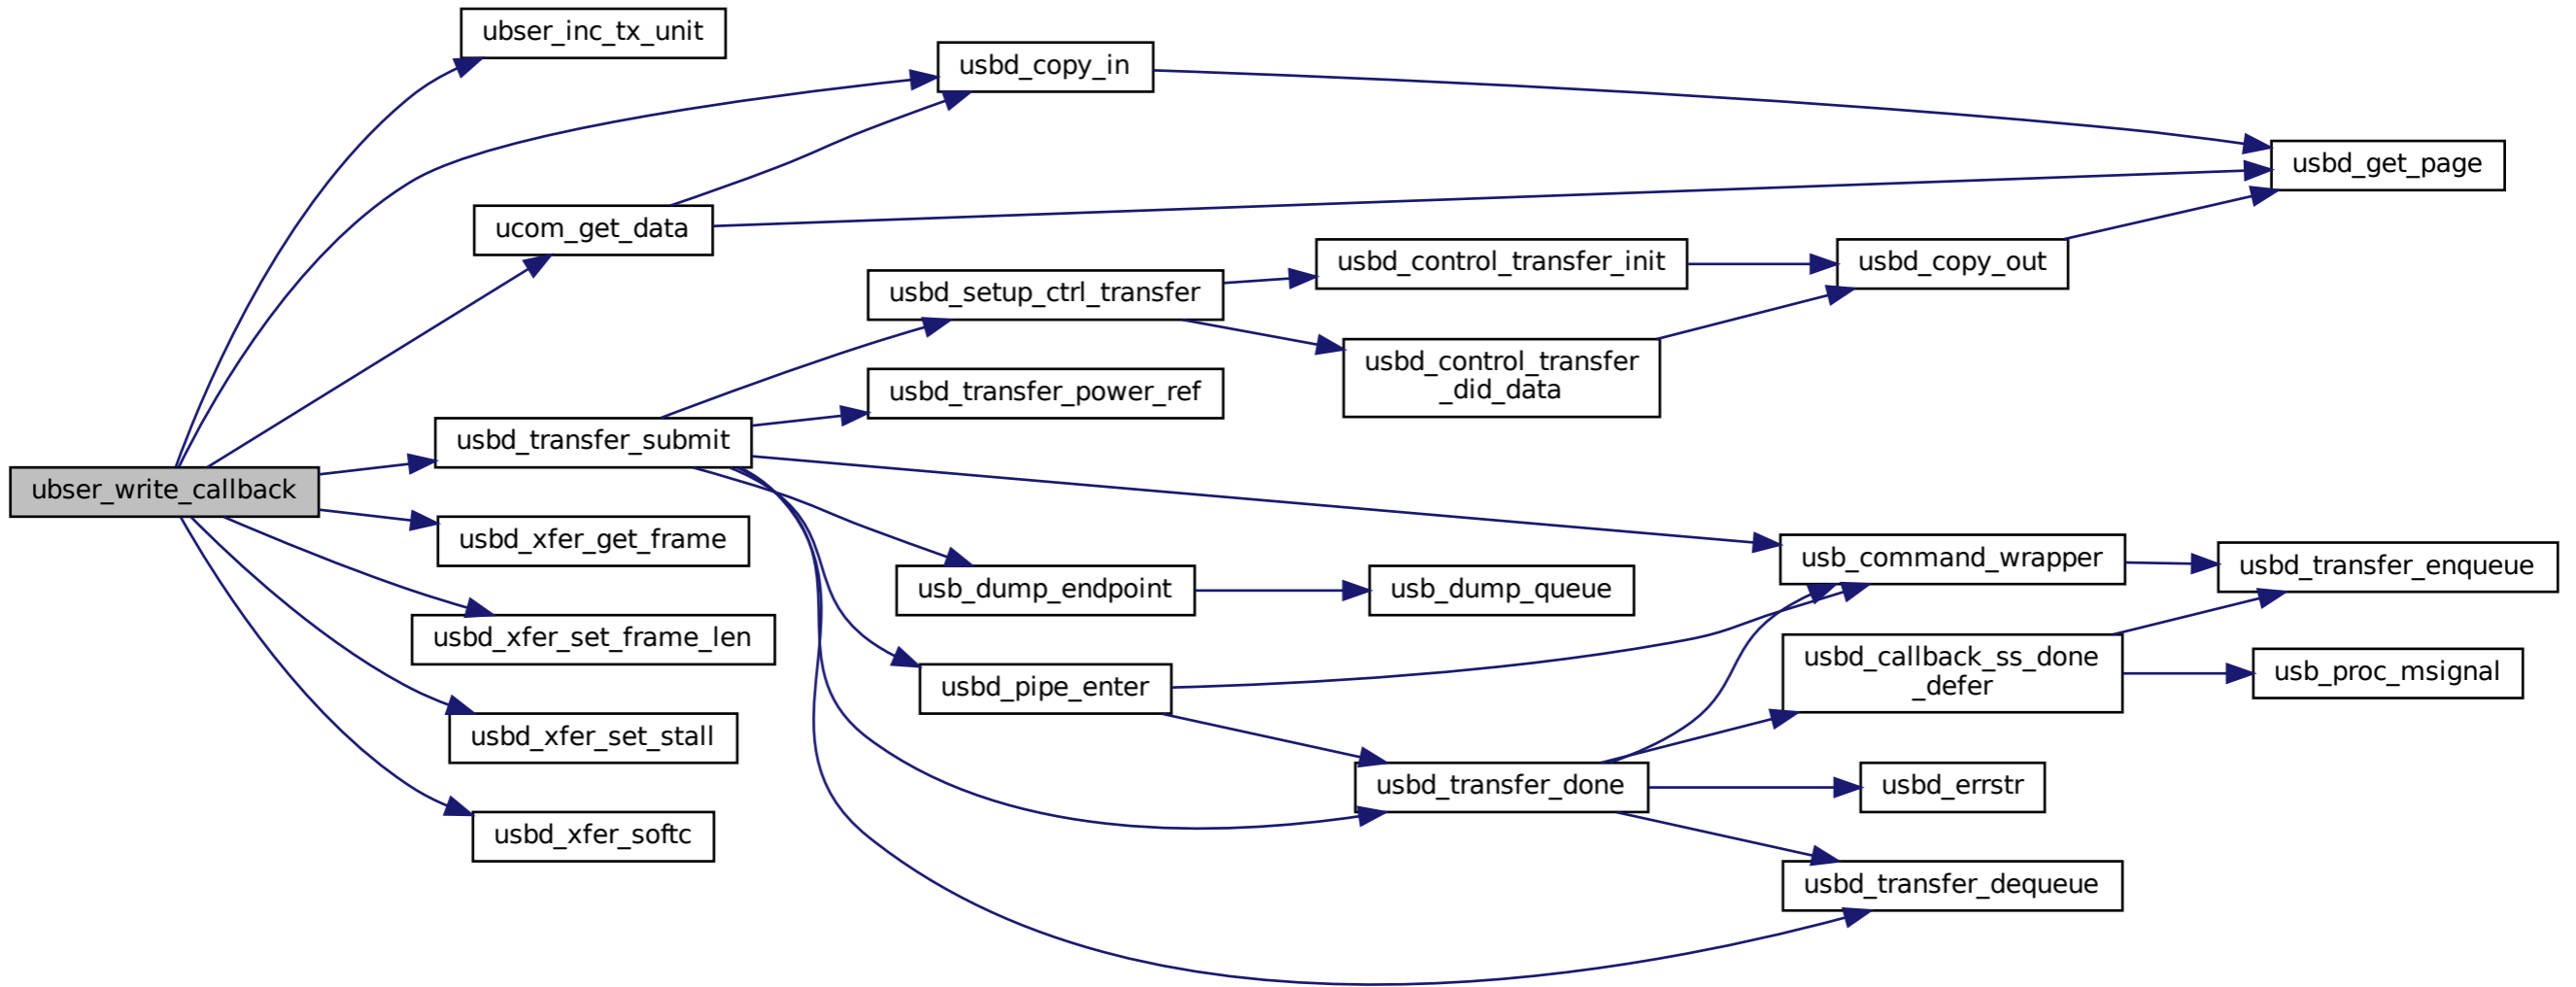 ubser_inc_tx_unit
usbd_copy_in
usbd_get_page
ucom_get_data
usbd_control_transfer_init
usbd_copy_out
usbd_setup_ctrl_transfer
usbd_control_transfer
_did_data
usbd_transfer_power_ref
usbd_transfer_submit
ubser_write_callback
usbd_xfer_get_frame
usb_command_wrapper
usbd_transfer_enqueue
usb_dump_endpoint
usb_dump_queue
usbd_xfer_set_frame_len
usbd_callback_ss_done
_defer
usb_proc_msignal
usbd_pipe_enter
usbd_xfer_set_stall
usbd_transfer_done
usbd_errstr
usbd_xfer_softc
usbd_transfer_dequeue